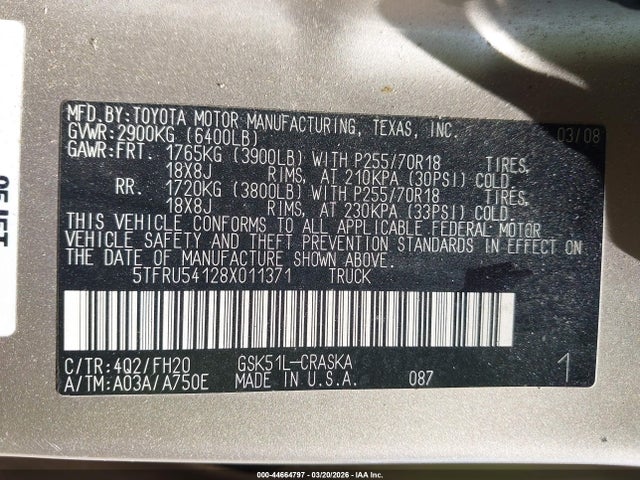 MFD.BY:TOYOTA MOTOR MANUFACTURING, TEXAS, INC. 03/08
GVWR:2900KG (6400LB)
GAWR:FRT. 1765KG (3900LB) WITH P255/70R18 TIRES,
18X8J RIMS, AT 210KPA (30PSI) COLD.
RR. 1720KG (3800LB) WITH P255/70R18 TIRES,
18X8J RIMS, AT 230KPA (33PSI) COLD.
THIS VEHICLE CONFORMS TO ALL APPLICABLE FEDERAL MOTOR
VEHICLE SAFETY AND THEFT PREVENTION STANDARDS IN EFFECT ON
THE DATE OF MANUFACTURE SHOWN ABOVE.
5TFRU54128X011371 TRUCK
C/TR:4Q2/FH20 GSK51L-CRASKA
A/TM:A03A/A750E MADE IN U.S.A. 087 1
000-44664797 - 03/20/2026 - IAA Inc.